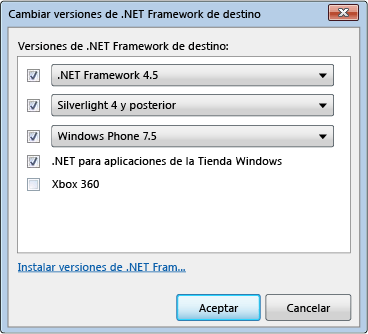 Cambiar versiones de .NET Framework de destino
Versiones de .NET Framework de destino:
.NET Framework 4.5
Silverlight 4 y posterior
Windows Phone 7.5
.NET para aplicaciones de la Tienda Windows
Xbox 360
Instalar versiones de .NET Fram...
Aceptar Cancelar